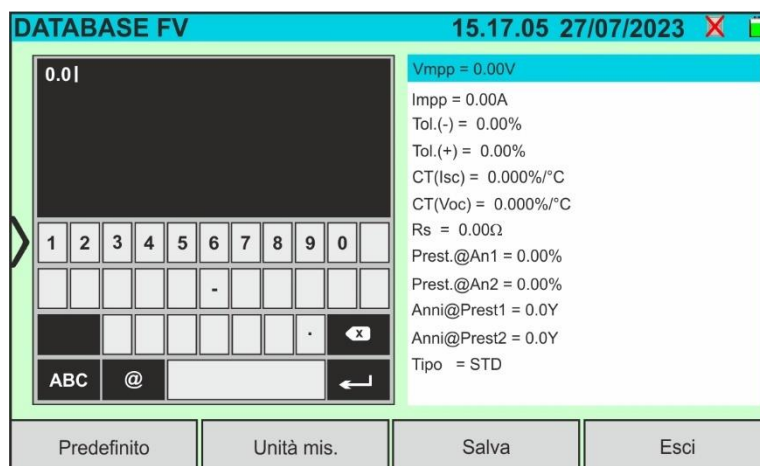 DATABASE FV 15.17.05 27/07/2023
0.0
1 2 3 4 5 6 7 8 9 0
-
.
ABC @
Vmpp = 0.00V
Impp = 0.00A
Tol.(-) = 0.00%
Tol.(+) = 0.00%
CT(Isc) = 0.000%/°C
CT(Voc) = 0.000%/°C
Rs = 0.00Ω
Prest.@An1 = 0.00%
Prest.@An2 = 0.00%
Anni@Prest1 = 0.0Y
Anni@Prest2 = 0.0Y
Tipo = STD
Predefinito Unità mis. Salva Esci